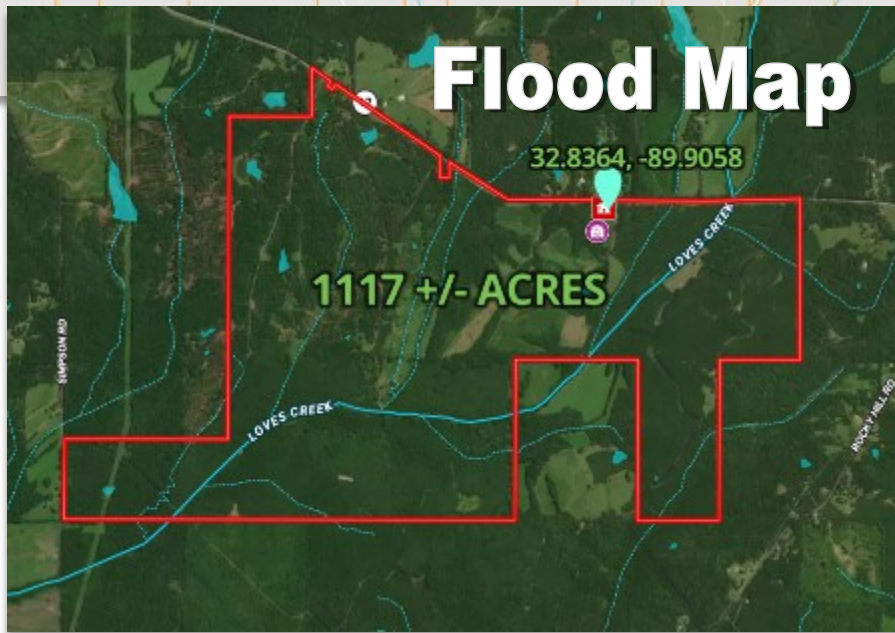 Flood Map
32.8364, -89.9058
LOVES CREEK
1117 +/- ACRES
SIMPSON RD
LOVES CREEK
ROCKY HILL RD